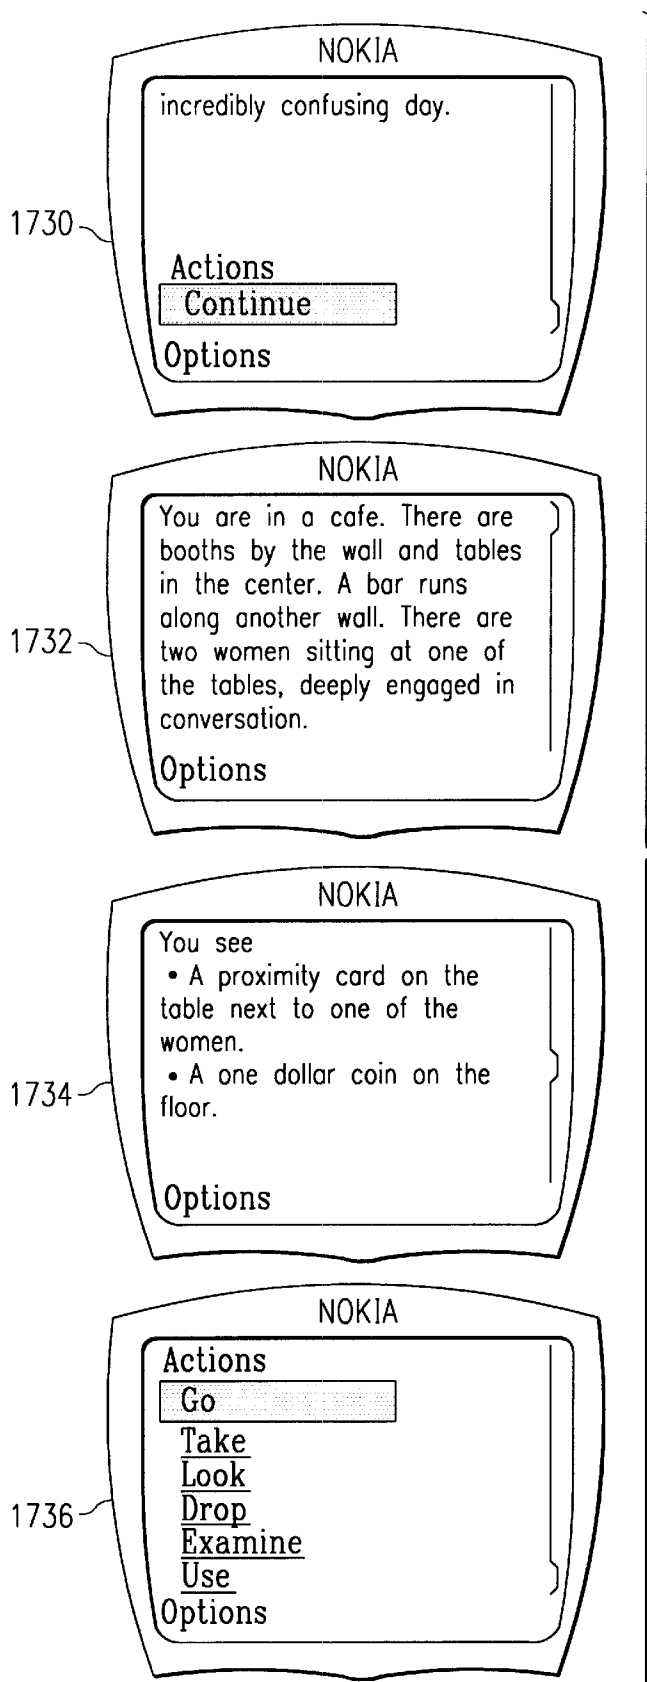 NOKIA
incredibly confusing day.
1730
Actions
Continue
Options
NOKIA
You are in a cafe. There are
booths by the wall and tables
in the center. A bar runs
along another wall. There are
1732
two women sitting at one of
the tables, deeply engaged in
conversation.
Options
NOKIA
You see
• A proximity card on the
table next to one of the
women.
1734
• A one dollar coin on the
floor.
Options
NOKIA
Actions
Go
Take
Look
1736
Drop
Examine
Use
Options